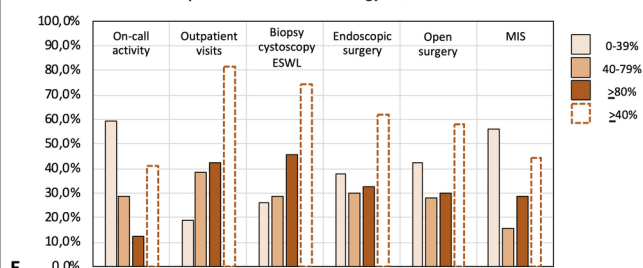 100,0%
90,0%
80,0%
70,0%
60,0%
50,0%
40,0%
30,0%
20,0%
10,0%
0,0%
On-call
activity
Outpatient
visits
Biopsy
cystoscopy
ESWL
Endoscopic
surgery
Open
surgery
MIS
0-39%
40-79%
≥80%
≥40%